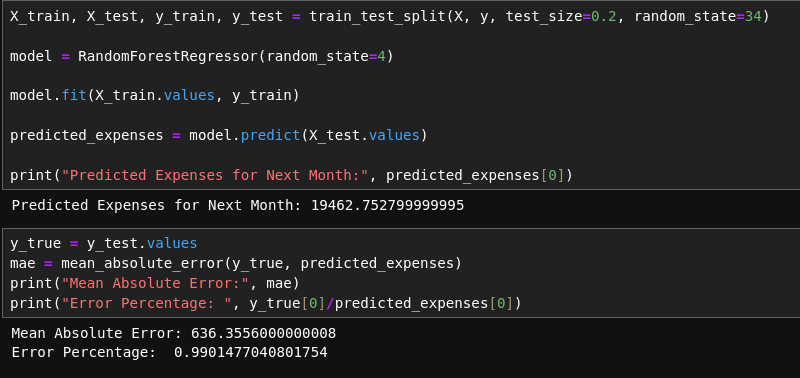 X_train, X_test, y_train, y_test = train_test_split(X, y, test_size=0.2, random_state=34)
model = RandomForestRegressor(random_state=4)
model.fit(X_train.values, y_train)
predicted_expenses = model.predict(X_test.values)
print("Predicted Expenses for Next Month:", predicted_expenses[0])
Predicted Expenses for Next Month: 19462.752799999995
y_true = y_test.values
mae = mean_absolute_error(y_true, predicted_expenses)
print("Mean Absolute Error:", mae)
print("Error Percentage: ", y_true[0]/predicted_expenses[0])
Mean Absolute Error: 636.3556000000008
Error Percentage:  0.9901477040801754